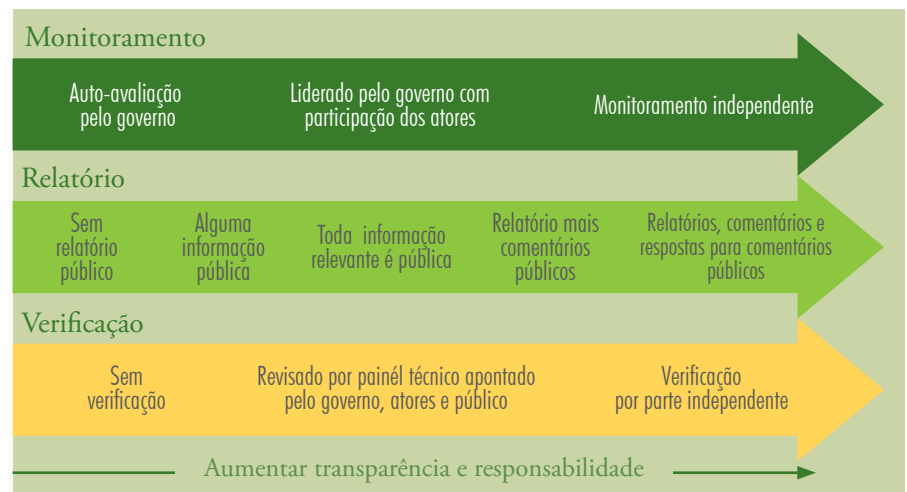 Monitoramento
Auto-avaliação
pelo governo
Liderado pelo governo com
participação dos atores
Monitoramento independente
Relatório
Sem
relatório
público
Alguma
informação
pública
Toda informação
relevante é pública
Relatório mais
comentários
públicos
Relatórios, comentários e
respostas para comentários
públicos
Verificação
Sem
verificação
Revisado por painél técnico apontado
pelo governo, atores e público
Verificação
por parte independente
Aumentar transparência e responsabilidade